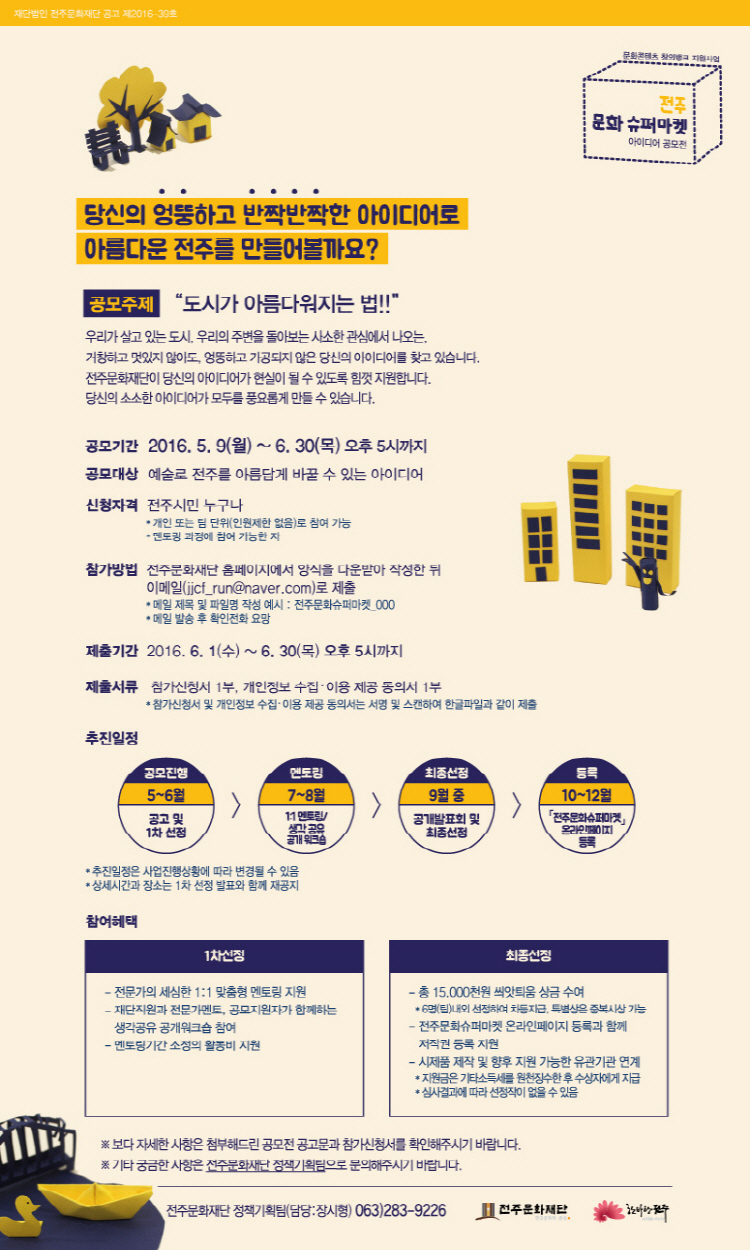 재단법인 전주문화재단 공고 제2016-39호
문화콘텐츠 창의뱅크 지원사업
전주
문화 슈퍼마켓
아이디어 공모전
당신의 엉뚱하고 반짝반짝한 아이디어로
아름다운 전주를 만들어볼까요?
공모주제 “도시가 아름다워지는 법!!”
우리가 살고 있는 도시. 우리의 주변을 돌아보는 사소한 관심에서 나오는.
거창하고 멋있지 않아도, 엉뚱하고 가공되지 않은 당신의 아이디어를 찾고 있습니다.
전주문화재단이 당신의 아이디어가 현실이 될 수 있도록 힘껏 지원합니다.
당신의 소소한 아이디어가 모두를 풍요롭게 만들 수 있습니다.
공모기간 2016. 5. 9(월) ~ 6. 30(목) 오후 5시까지
공모대상 예술로 전주를 아름답게 바꿀 수 있는 아이디어
신청자격 전주시민 누구나
* 개인 또는 팀 단위(인원제한 없음)로 참여 가능
- 멘토링 과정에 참여 가능한 자
참가방법 전주문화재단 홈페이지에서 양식을 다운받아 작성한 뒤
이메일(jjcf_run@naver.com)로 제출
* 메일 제목 및 파일명 작성 예시 : 전주문화슈퍼마켓_000
* 메일 발송 후 확인전화 요망
제출기간 2016. 6. 1(수) ~ 6. 30(목) 오후 5시까지
제출서류 참가신청서 1부, 개인정보 수집·이용 제공 동의서 1부
* 참가신청서 및 개인정보 수집·이용 제공 동의서는 서명 및 스캔하여 한글파일과 같이 제출
추진일정
공모진행
5~6월
공고 및
1차 선정
멘토링
7~8월
1:1 멘토링/
생각 공유
공개 워크숍
최종선정
9월 중
공개발표회 및
최종선정
등록
10~12월
「전주문화슈퍼마켓」
온라인페이지
등록
* 추진일정은 사업진행상황에 따라 변경될 수 있음
* 상세시간과 장소는 1차 선정 발표와 함께 재공지
참여혜택
1차선정
- 전문가의 세심한 1:1 맞춤형 멘토링 지원
- 재단직원과 전문가멘트, 공모지원자가 함께하는
생각공유 공개워크숍 참여
- 멘토링기간 소정의 활동비 지원
최종선정
- 총 15,000천원 씨앗틔움 상금 수여
* 6명(팀)내외 선정하여 차등지급, 특별상은 중복시상 가능
- 전주문화슈퍼마켓 온라인페이지 등록과 함께
저작권 등록 지원
- 시제품 제작 및 향후 지원 가능한 유관기관 연계
* 지원금은 기타소득세를 원천징수한 후 수상자에게 지급
* 심사결과에 따라 선정작이 없을 수 있음
※ 보다 자세한 사항은 첨부해드린 공모전 공고문과 참가신청서를 확인해주시기 바랍니다.
※ 기타 궁금한 사항은 전주문화재단 정책기획팀으로 문의해주시기 바랍니다.
전주문화재단 정책기획팀(담당:장시형) 063)283-9226
전주문화재단
한바탕전주